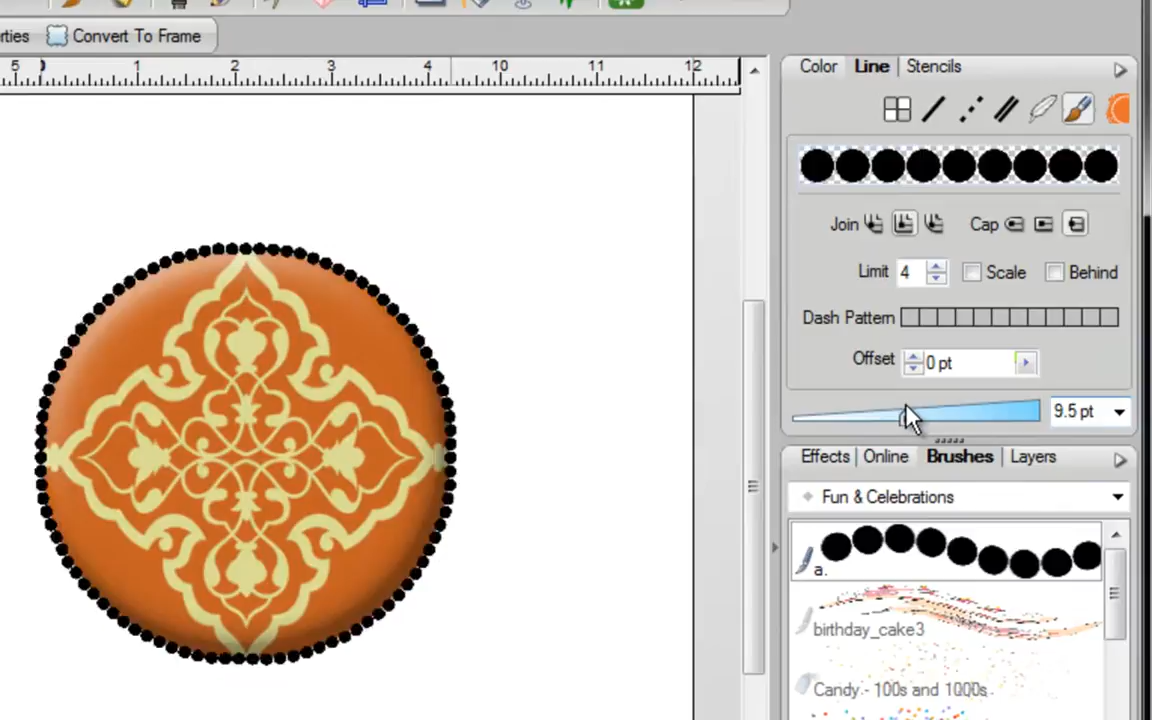 rties Convert To Frame
5 1 2 3 4 10 11 12
Color Line Stencils
Join Cap
Limit 4 Scale Behind
Dash Pattern
Offset 0 pt
9.5 pt
Effects Online Brushes Layers
Fun & Celebrations
a.
birthday_cake3
Candy - 100s and 1000s